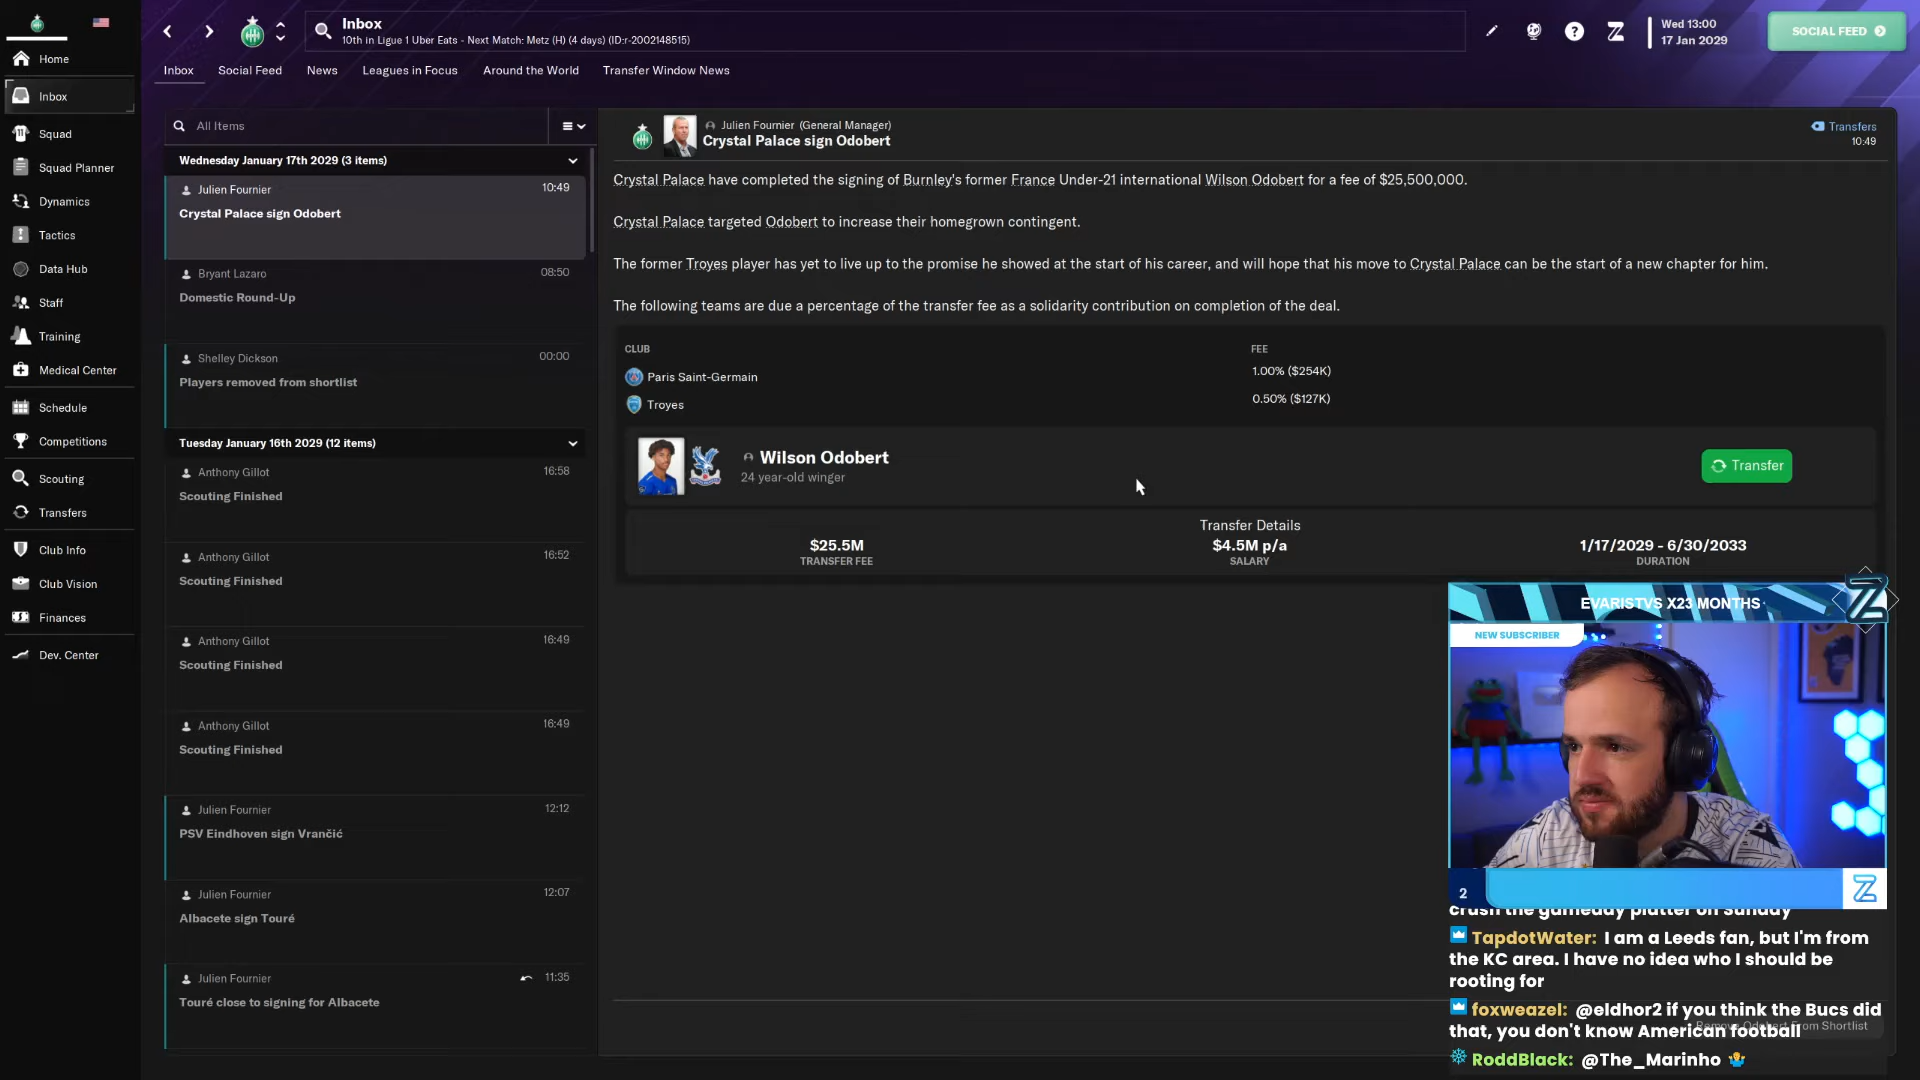 Inbox
10th in Ligue 1 Uber Eats - Next Match: Metz (H) (4 days) (ID:r-2002148515)
Wed 13:00
17 Jan 2029
SOCIAL FEED
Home
Inbox
Squad
Squad Planner
Dynamics
Tactics
Data Hub
Staff
Training
Medical Center
Schedule
Competitions
Scouting
Transfers
Club Info
Club Vision
Finances
Dev. Center
Inbox
Social Feed
News
Leagues in Focus
Around the World
Transfer Window News
All Items
Wednesday January 17th 2029 (3 items)
Julien Fournier
10:49
Crystal Palace sign Odobert
Bryant Lazaro
08:50
Domestic Round-Up
Shelley Dickson
00:00
Players removed from shortlist
Tuesday January 16th 2029 (12 items)
Anthony Gillot
16:58
Scouting Finished
Anthony Gillot
16:52
Scouting Finished
Anthony Gillot
16:49
Scouting Finished
Anthony Gillot
16:49
Scouting Finished
Julien Fournier
12:12
PSV Eindhoven sign Vrančić
Julien Fournier
12:07
Albacete sign Touré
Julien Fournier
11:35
Touré close to signing for Albacete
Julien Fournier (General Manager)
Crystal Palace sign Odobert
Transfers
10:49
Crystal Palace have completed the signing of Burnley's former France Under-21 international Wilson Odobert for a fee of $25,500,000.
Crystal Palace targeted Odobert to increase their homegrown contingent.
The former Troyes player has yet to live up to the promise he showed at the start of his career, and will hope that his move to Crystal Palace can be the start of a new chapter for him.
The following teams are due a percentage of the transfer fee as a solidarity contribution on completion of the deal.
CLUB
FEE
Paris Saint-Germain
1.00% ($254K)
Troyes
0.50% ($127K)
Wilson Odobert
24 year-old winger
Transfer
Transfer Details
$25.5M
TRANSFER FEE
$4.5M p/a
SALARY
1/17/2029 - 6/30/2033
DURATION
EVARISTVS X23 MONTHS
NEW SUBSCRIBER
2
crush the gameday platter on Sunday
TapdotWater: I am a Leeds fan, but I'm from
the KC area. I have no idea who I should be
rooting for
foxweazel: @eldhor2 if you think the Bucs did
that, you don't know American football
Remove Odobert From Shortlist
RoddBlack: @The_Marinho